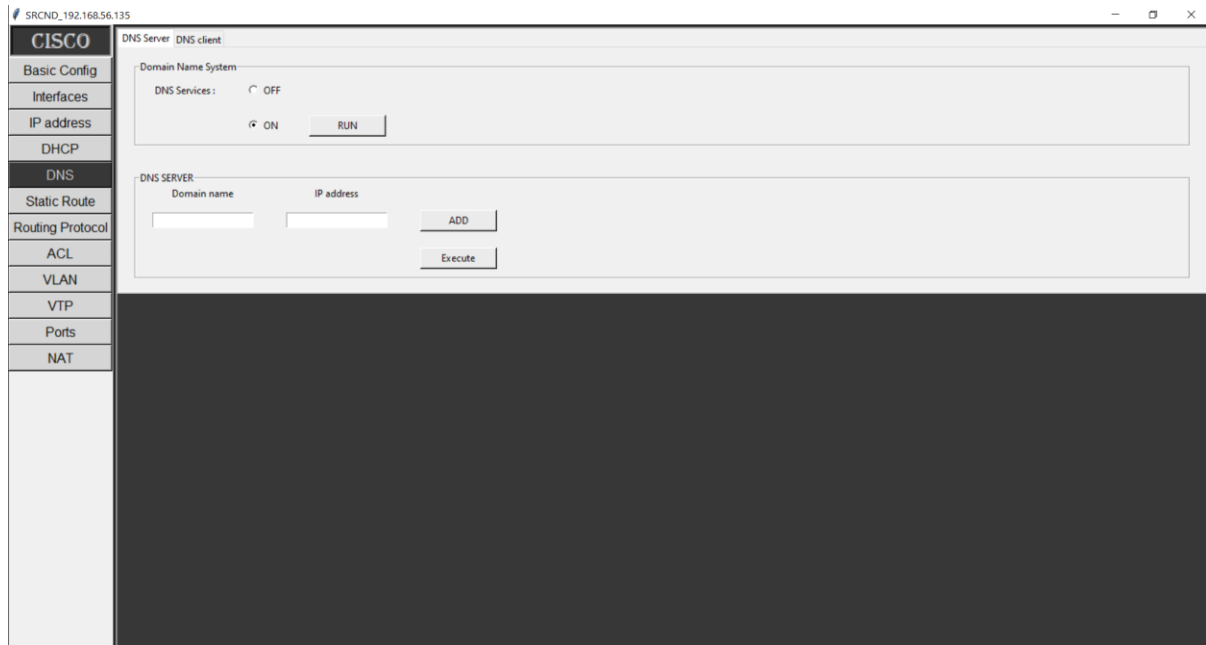 SRCND_192.168.56.135
CISCO
Basic Config
Interfaces
IP address
DHCP
DNS
Static Route
Routing Protocol
ACL
VLAN
VTP
Ports
NAT
DNS Server DNS client
Domain Name System
DNS Services : OFF
ON RUN
DNS SERVER
Domain name IP address
ADD
Execute